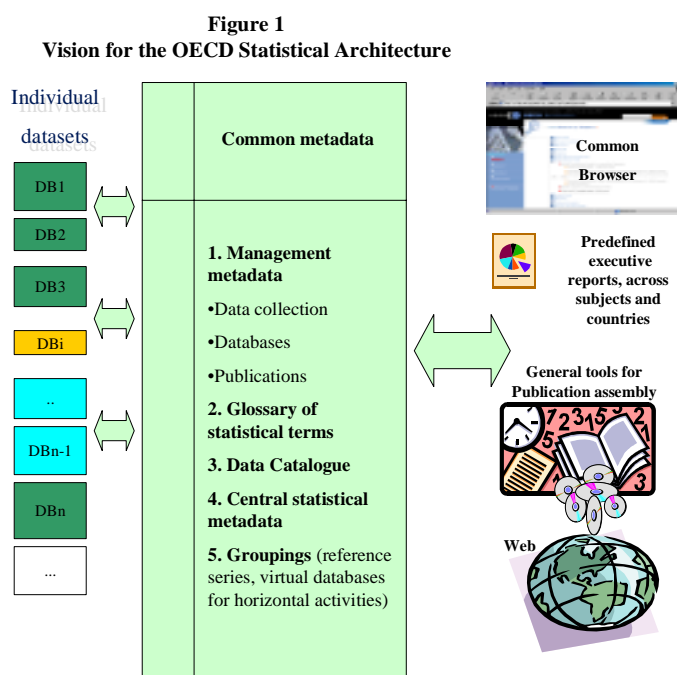 Figure 1
Vision for the OECD Statistical Architecture
Individual
datasets
DB1
DB2
DB3
DBi
..
DBn-1
DBn
...
Common metadata
1. Management
metadata
•Data collection
•Databases
•Publications
2. Glossary of
statistical terms
3. Data Catalogue
4. Central statistical
metadata
5. Groupings (reference
series, virtual databases
for horizontal activities)
Common
Browser
Predefined
executive
reports, across
subjects and
countries
General tools for
Publication assembly
Web